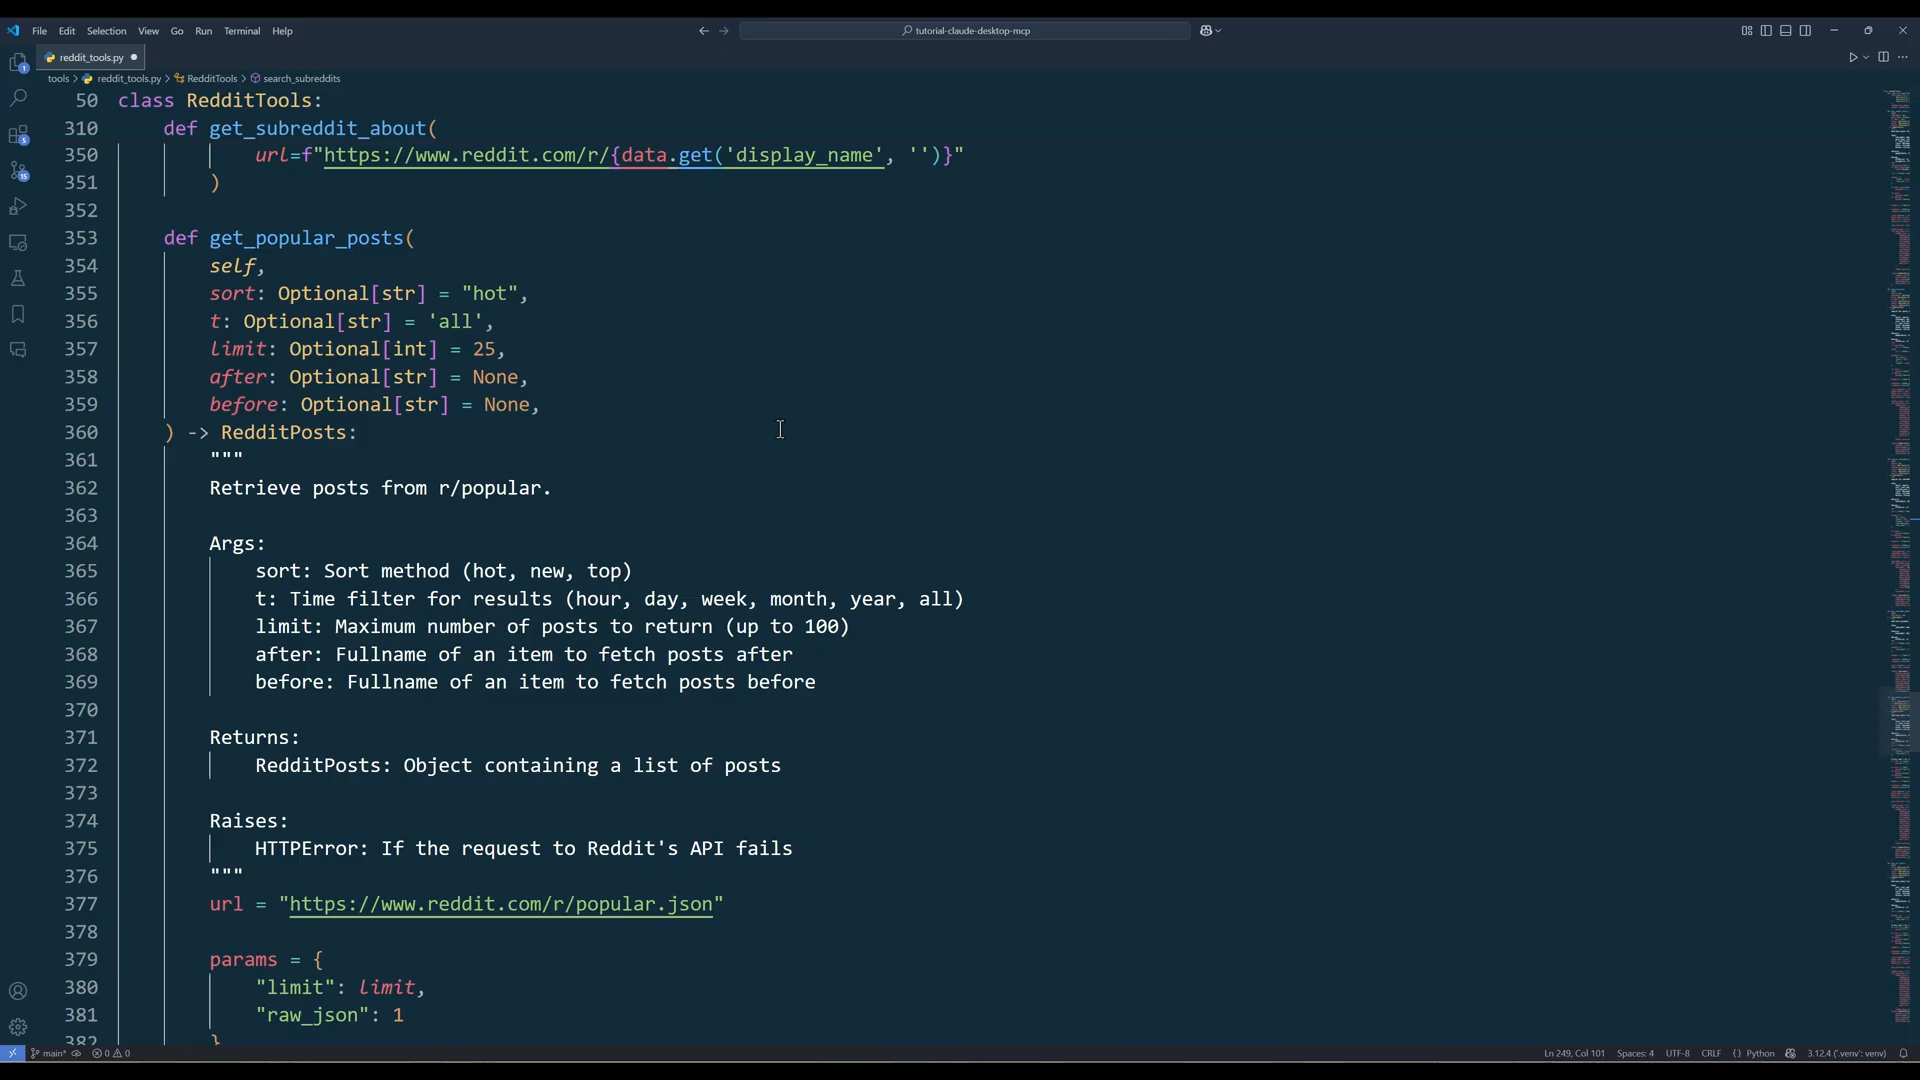 File Edit Selection View Go Run Terminal Help
tutorial-claude-desktop-mcp
reddit_tools.py
tools > reddit_tools.py > RedditTools > search_subreddits
50 class RedditTools:
310 def get_subreddit_about(
350 url=f"https://www.reddit.com/r/{data.get('display_name', '')}"
351 )
352
353 def get_popular_posts(
354 self,
355 sort: Optional[str] = "hot",
356 t: Optional[str] = 'all',
357 limit: Optional[int] = 25,
358 after: Optional[str] = None,
359 before: Optional[str] = None,
360 ) -> RedditPosts:
361 """
362 Retrieve posts from r/popular.
363
364 Args:
365 sort: Sort method (hot, new, top)
366 t: Time filter for results (hour, day, week, month, year, all)
367 limit: Maximum number of posts to return (up to 100)
368 after: Fullname of an item to fetch posts after
369 before: Fullname of an item to fetch posts before
370
371 Returns:
372 RedditPosts: Object containing a list of posts
373
374 Raises:
375 HTTPError: If the request to Reddit's API fails
376 """
377 url = "https://www.reddit.com/r/popular.json"
378
379 params = {
380 "limit": limit,
381 "raw_json": 1
382 }
1
5
15
main* 0 0
Ln 249, Col 101 Spaces: 4 UTF-8 CRLF {} Python 3.12.4 ('.venv': venv)